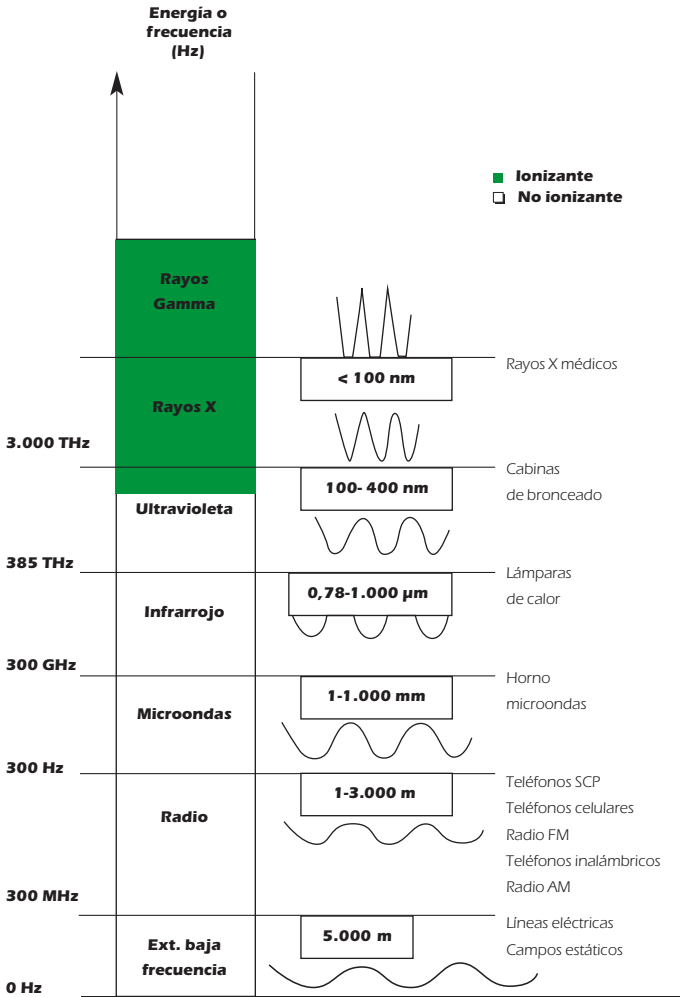 Energía o
frecuencia
(Hz)
Ionizante
No ionizante
Rayos
Gamma
< 100 nm
Rayos X médicos
Rayos X
3.000 THz
100- 400 nm
Cabinas
de bronceado
Ultravioleta
385 THz
0,78-1.000 µm
Lámparas
de calor
Infrarrojo
300 GHz
1-1.000 mm
Horno
microondas
Microondas
300 Hz
1-3.000 m
Teléfonos SCP
Teléfonos celulares
Radio FM
Teléfonos inalámbricos
Radio AM
Radio
300 MHz
5.000 m
Líneas eléctricas
Campos estáticos
Ext. baja
frecuencia
0 Hz